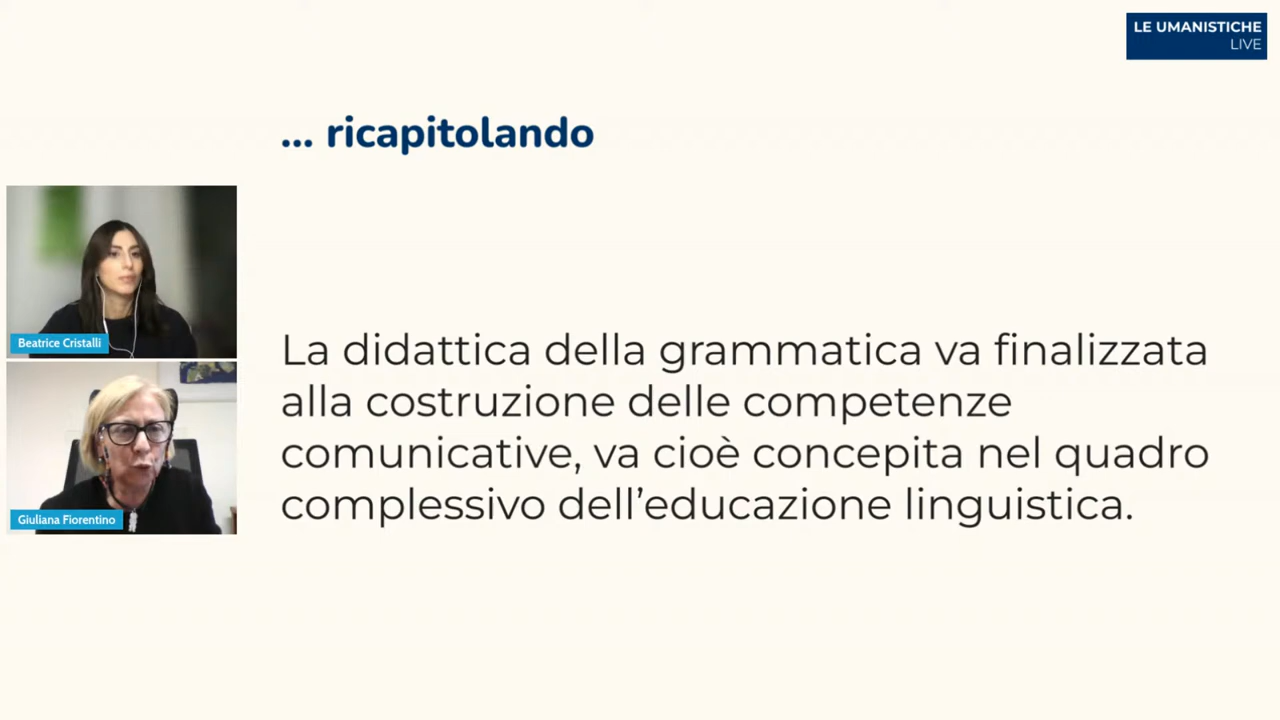 LE UMANISTICHE
LIVE
... ricapitolando
Beatrice Cristalli
Giuliana Fiorentino
La didattica della grammatica va finalizzata
alla costruzione delle competenze
comunicative, va cioè concepita nel quadro
complessivo dell’educazione linguistica.